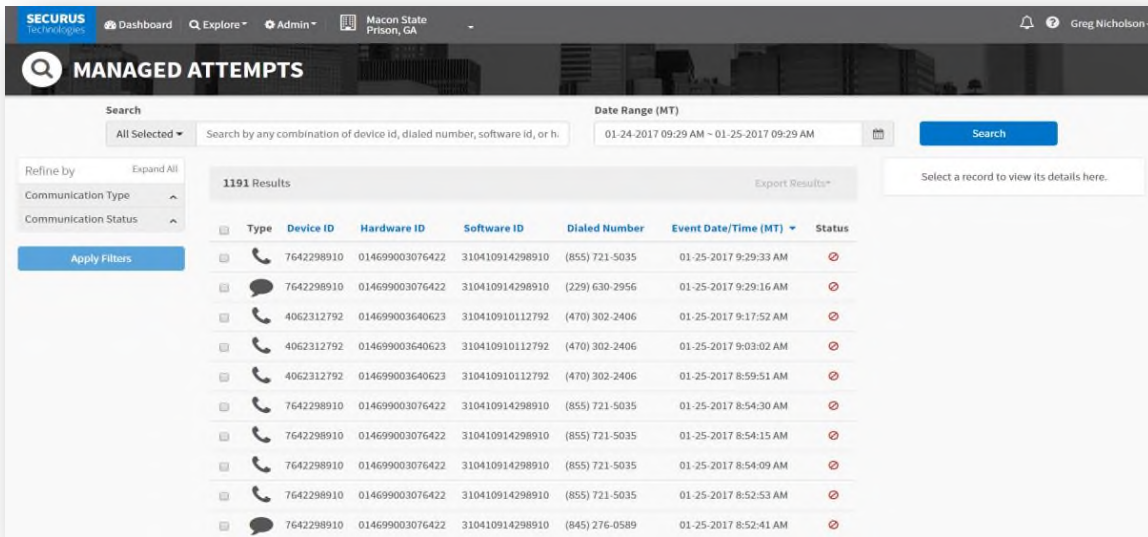 SECURUS Technologies Dashboard Explore Admin Macon State Prison, GA Greg Nicholson
MANAGED ATTEMPTS
Search Date Range (MT)
All Selected Search by any combination of device id, dialed number, software id, or h 01-24-2017 09:29 AM ~ 01-25-2017 09:29 AM Search
Refine by Expand All
1191 Results Export Results
Select a record to view its details here.
Communication Type
Communication Status
Apply Filters
Type Device ID Hardware ID Software ID Dialed Number Event Date/Time (MT) Status
7642298910 014699003076422 310410914298910 (855) 721-5035 01-25-2017 9:29:33 AM
7642298910 014699003076422 310410914298910 (229) 630-2956 01-25-2017 9:29:16 AM
4062312792 014699003640623 310410910112792 (470) 302-2406 01-25-2017 9:17:52 AM
4062312792 014699003640623 310410910112792 (470) 302-2406 01-25-2017 9:03:02 AM
4062312792 014699003640623 310410910112792 (470) 302-2406 01-25-2017 8:59:51 AM
7642298910 014699003076422 310410914298910 (855) 721-5035 01-25-2017 8:54:30 AM
7642298910 014699003076422 310410914298910 (855) 721-5035 01-25-2017 8:54:15 AM
7642298910 014699003076422 310410914298910 (855) 721-5035 01-25-2017 8:54:09 AM
7642298910 014699003076422 310410914298910 (855) 721-5035 01-25-2017 8:52:53 AM
7642298910 014699003076422 310410914298910 (845) 276-0589 01-25-2017 8:52:41 AM